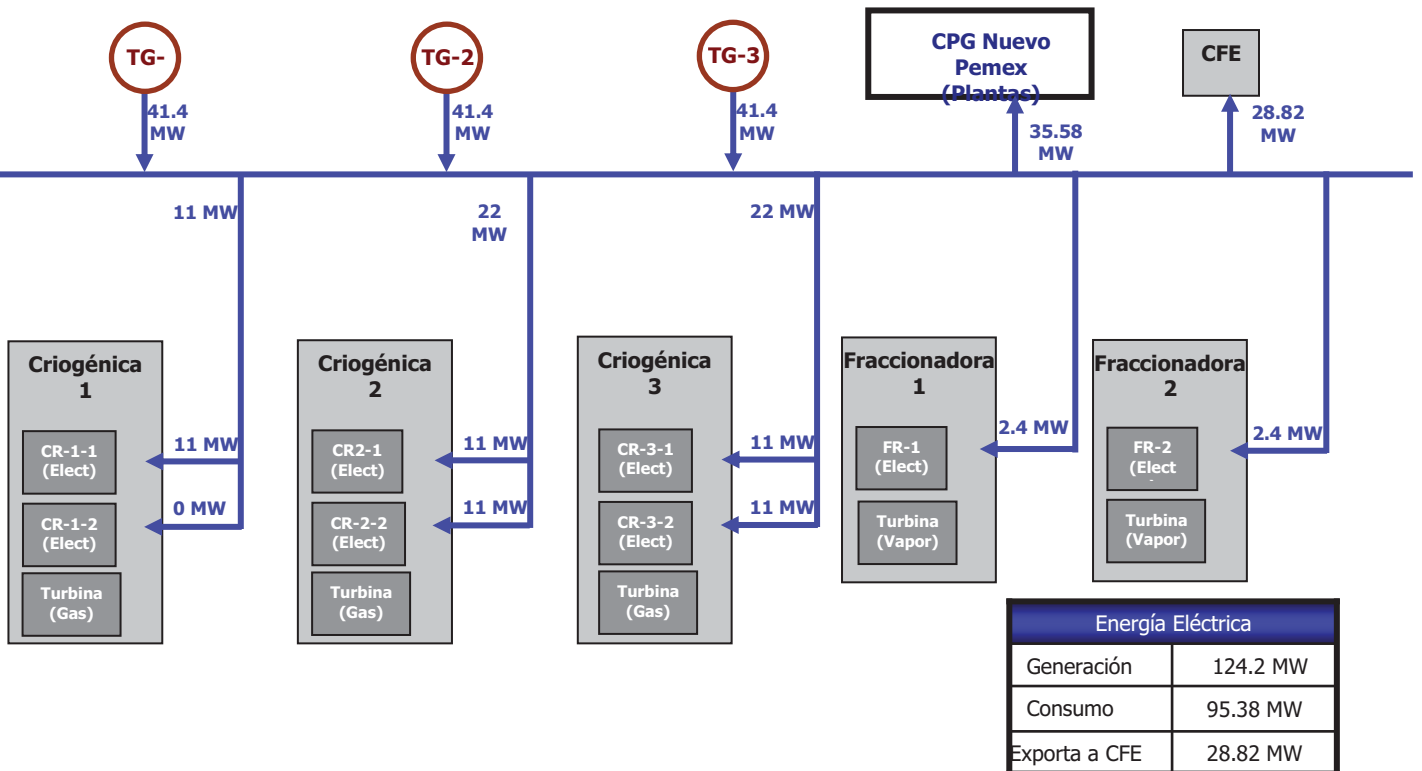 TG-
TG-2
TG-3
CPG Nuevo
Pemex
(Plantas)
CFE
41.4
MW
41.4
MW
41.4
MW
35.58
MW
28.82
MW
11 MW
22
MW
22 MW
Criogénica
1
CR-1-1
(Elect)
CR-1-2
(Elect)
Turbina
(Gas)
11 MW
0 MW
Criogénica
2
CR2-1
(Elect)
CR-2-2
(Elect)
Turbina
(Gas)
11 MW
11 MW
Criogénica
3
CR-3-1
(Elect)
CR-3-2
(Elect)
Turbina
(Gas)
11 MW
11 MW
Fraccionadora
1
FR-1
(Elect)
Turbina
(Vapor)
2.4 MW
Fraccionadora
2
FR-2
(Elect
Turbina
(Vapor)
2.4 MW
Energía Eléctrica
Generación 124.2 MW
Consumo 95.38 MW
Exporta a CFE 28.82 MW